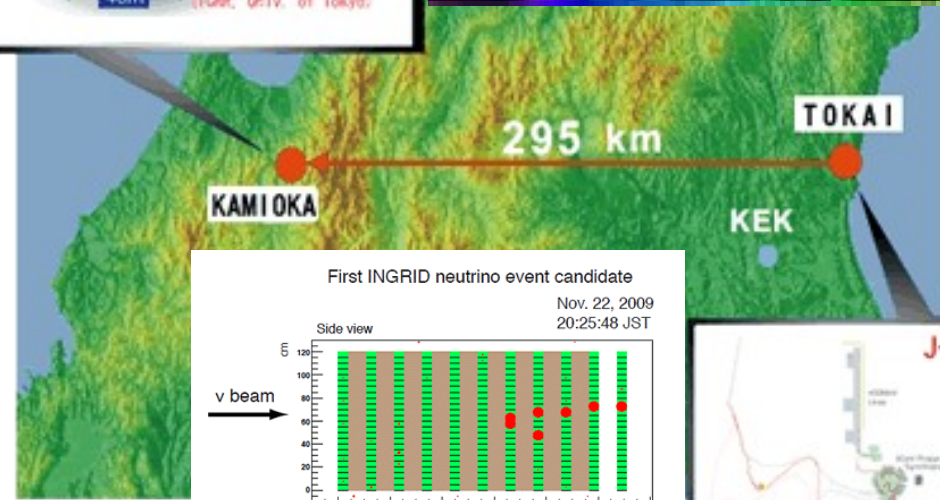 TOKAI
295 km
KAMIOKA
KEK
First INGRID neutrino event candidate
Nov. 22, 2009
20:25:48 JST
Side view
cm
120
100
80
60
40
20
0
ν beam
J-